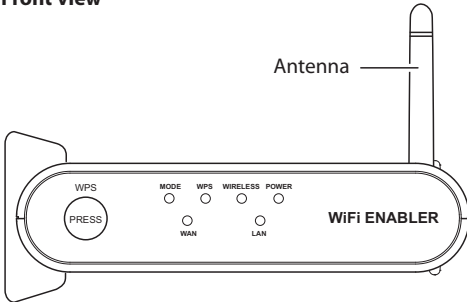 Front view
Antenna
WPS
MODE WPS WIRELESS POWER
PRESS
WiFi ENABLER
WAN LAN